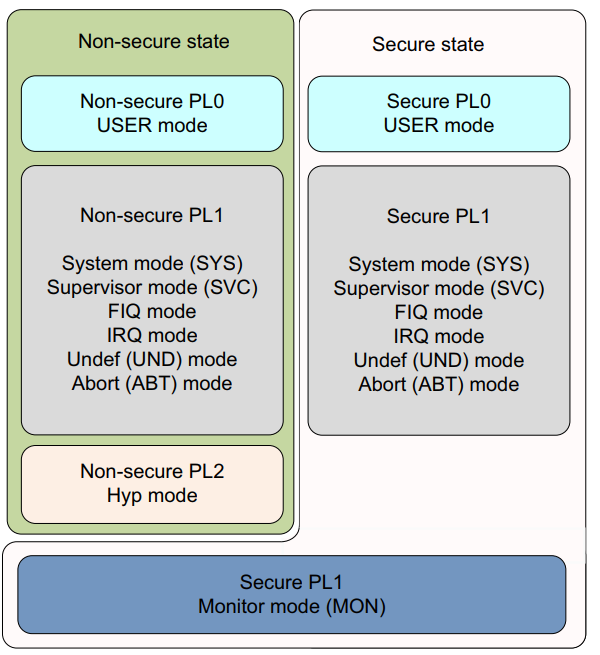 Non-secure state
Non-secure PL0
USER mode
Non-secure PL1
System mode (SYS)
Supervisor mode (SVC)
FIQ mode
IRQ mode
Undef (UND) mode
Abort (ABT) mode
Non-secure PL2
Hyp mode
Secure state
Secure PL0
USER mode
Secure PL1
System mode (SYS)
Supervisor mode (SVC)
FIQ mode
IRQ mode
Undef (UND) mode
Abort (ABT) mode
Secure PL1
Monitor mode (MON)